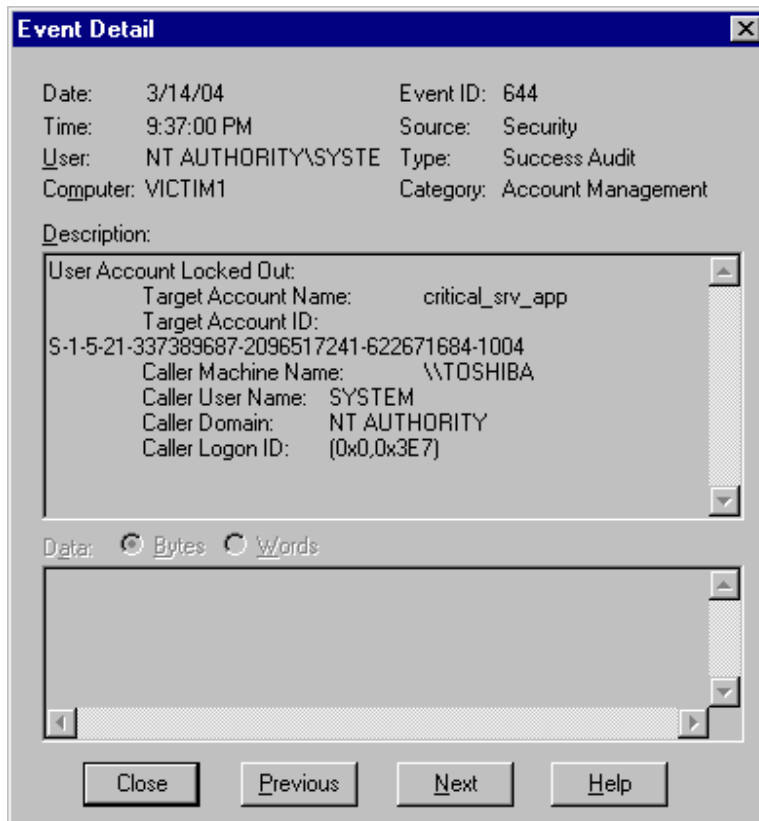 Event Detail
Date: 3/14/04 Event ID: 644
Time: 9:37:00 PM Source: Security
User: NT AUTHORITY\SYSTE Type: Success Audit
Computer: VICTIM1 Category: Account Management
Description:
User Account Locked Out:
Target Account Name: critical_srv_app
Target Account ID:
S-1-5-21-337389687-2096517241-622671684-1004
Caller Machine Name: \\TOSHIBA
Caller User Name: SYSTEM
Caller Domain: NT AUTHORITY
Caller Logon ID: (0x0,0x3E7)
Data: Bytes Words
Close Previous Next Help